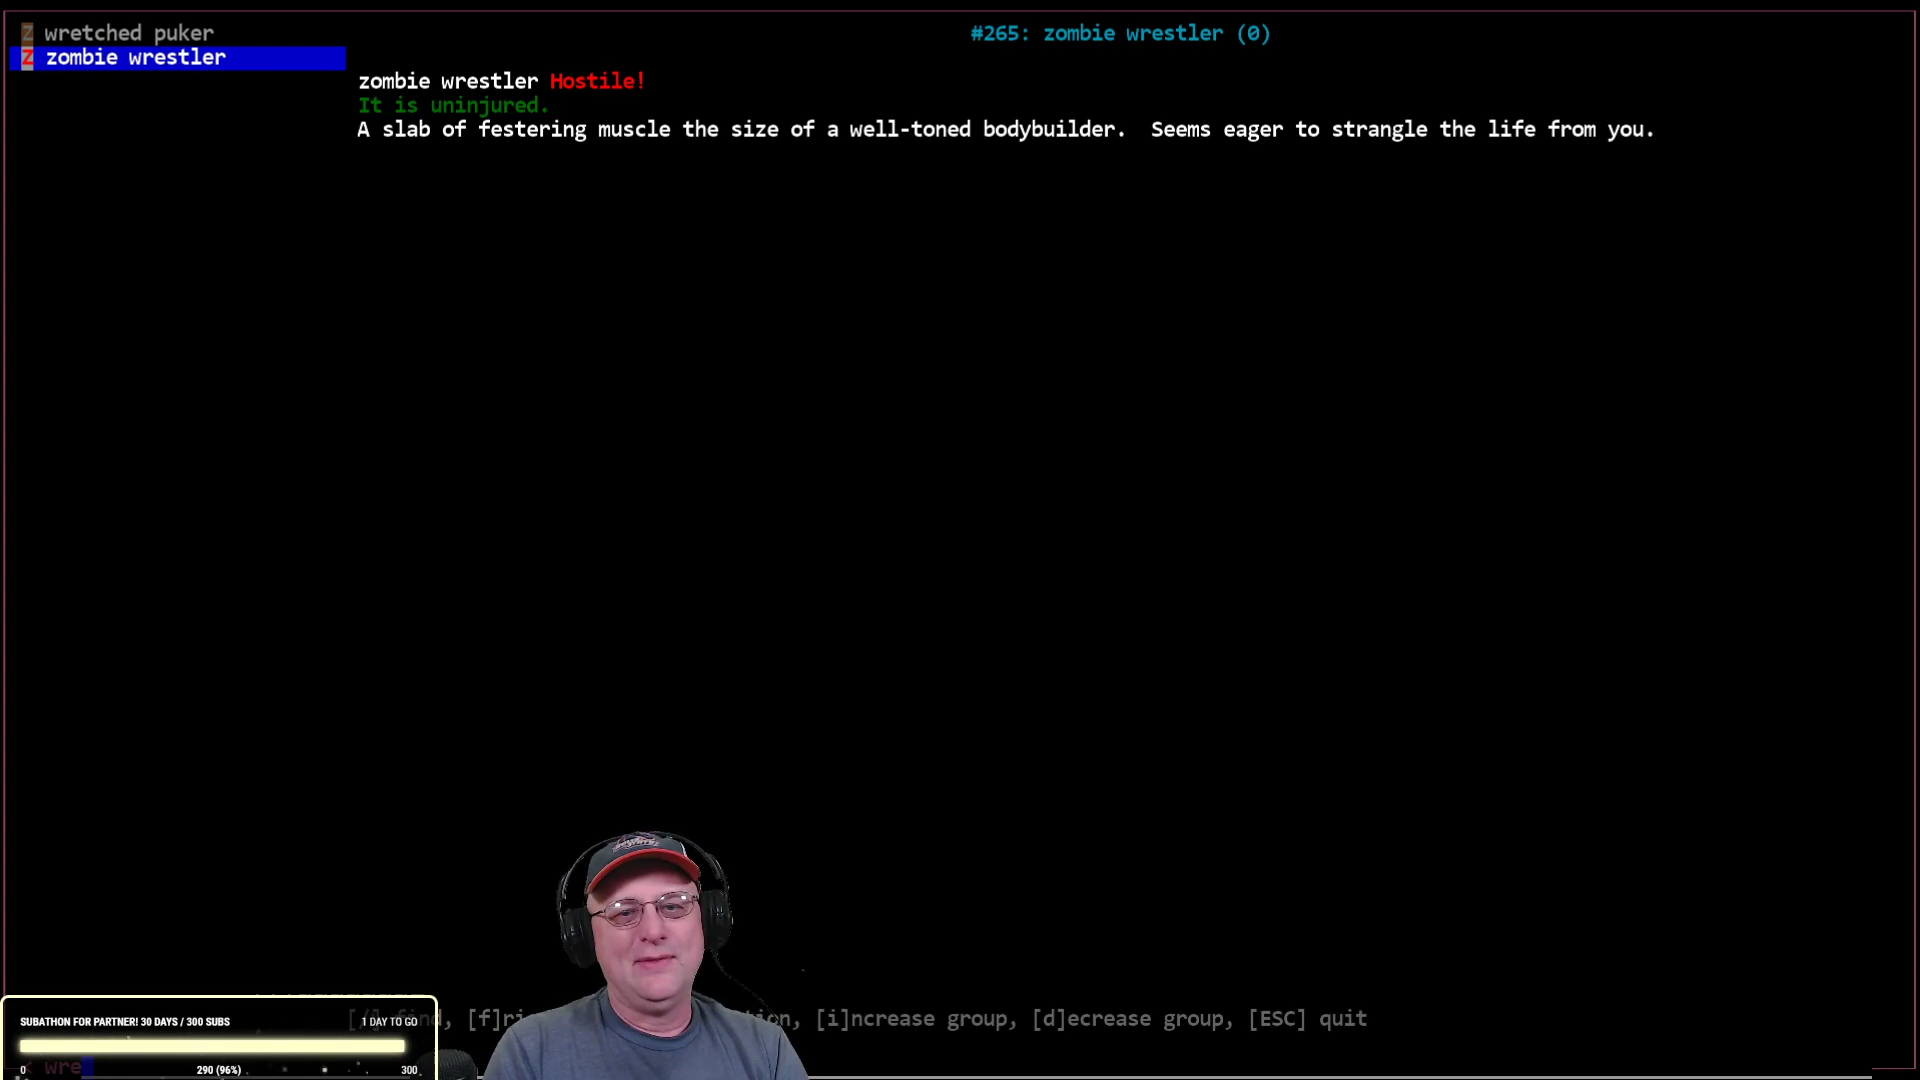 Z wretched puker
#265: zombie wrestler (0)
Z zombie wrestler
zombie wrestler Hostile!
It is uninjured.
A slab of festering muscle the size of a well-toned bodybuilder.  Seems eager to strangle the life from you.
SUBATHON FOR PARTNER! 30 DAYS / 300 SUBS
1 DAY TO GO
[i]ncrease group, [d]ecrease group, [ESC] quit
0
290 (96%)
300
wre